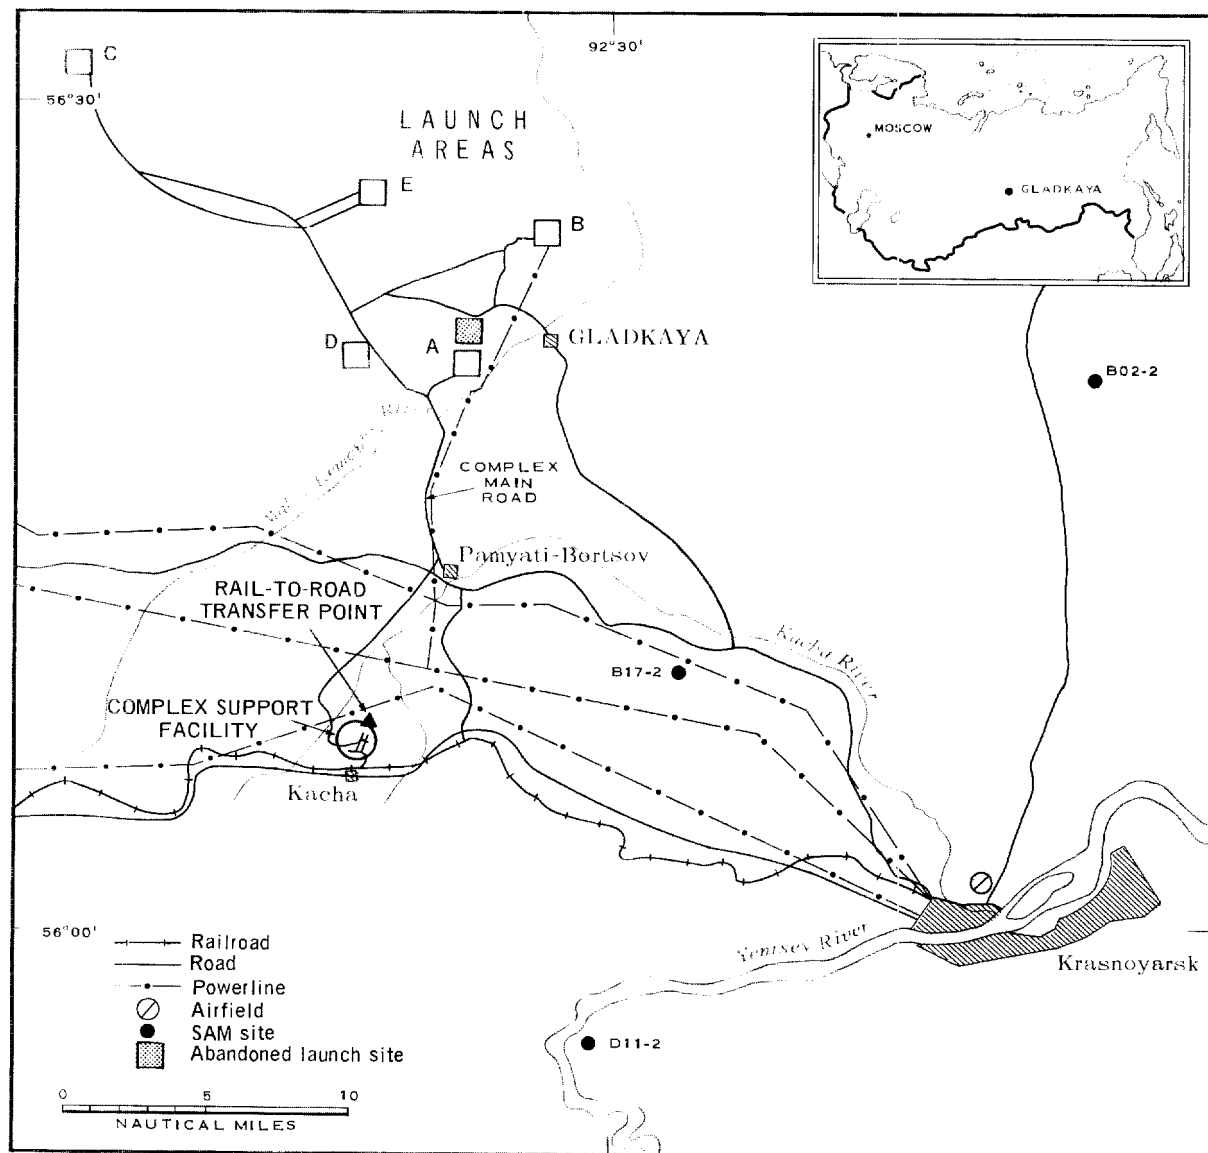 92°30'
C
56°30'
LAUNCH
AREAS
MOSCOW
GLADKAYA
E
B
D
A
GLADKAYA
B02-2
COMPLEX
MAIN
ROAD
Pamyati-Bortsov
RAIL-TO-ROAD
TRANSFER POINT
Kacha River
B17-2
COMPLEX SUPPORT
FACILITY
Kacha
56°00'
Railroad
Road
Powerline
Airfield
SAM site
Abandoned launch site
Yenisey River
Krasnoyarsk
D11-2
0 5 10
NAUTICAL MILES